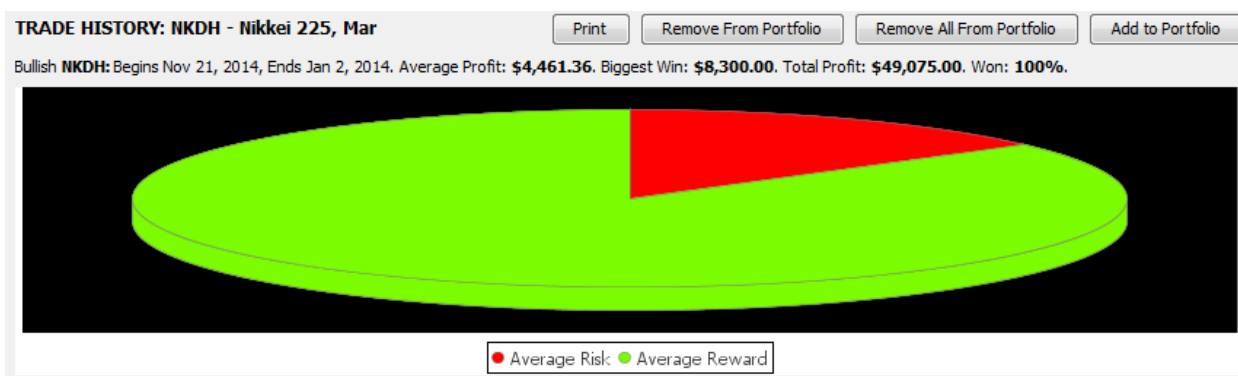 TRADE HISTORY: NKDH - Nikkei 225, Mar Print Remove From Portfolio Remove All From Portfolio Add to Portfolio
Bullish NKDH: Begins Nov 21, 2014, Ends Jan 2, 2014. Average Profit: $4,461.36. Biggest Win: $8,300.00. Total Profit: $49,075.00. Won: 100%.
Average Risk Average Reward